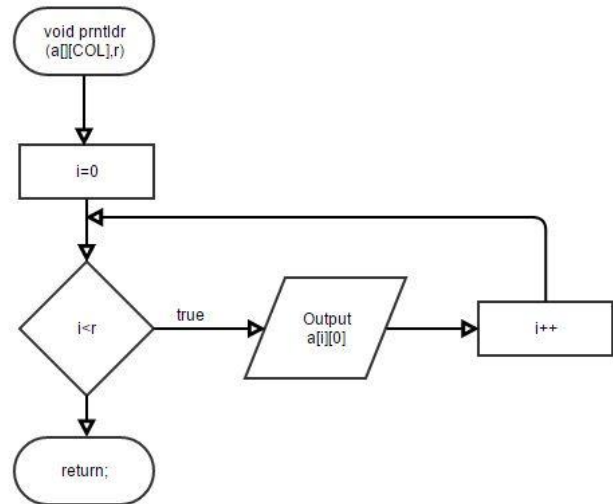 void prntldr
(a[][COL],r)
i=0
i<r
true
Output
a[i][0]
i++
return;